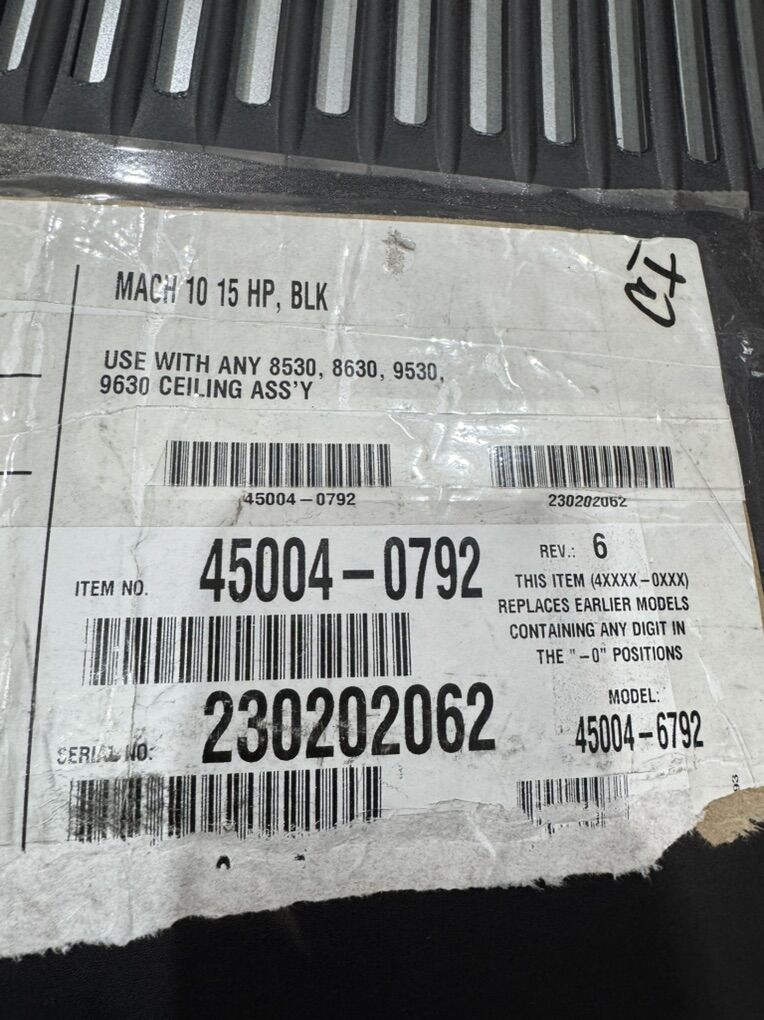 MACH 10 15 HP, BLK
USE WITH ANY 8530, 8630, 9530,
9630 CEILING ASS'Y
45004-0792
230202062
ITEM NO. 45004-0792
REV.: 6
THIS ITEM (4XXXX-0XXX)
REPLACES EARLIER MODELS
CONTAINING ANY DIGIT IN
THE "-0" POSITIONS
SERIAL NO: 230202062
MODEL:
45004-6792
93